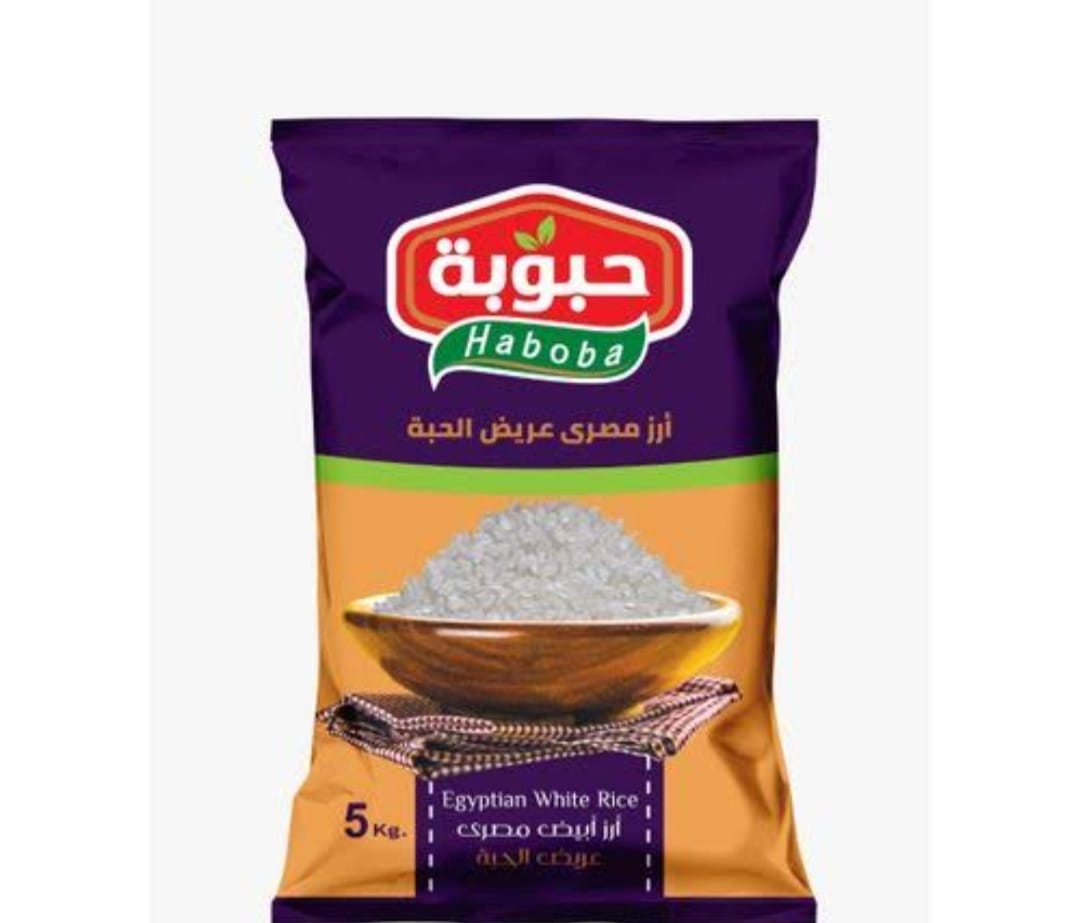 حبوبة
Haboba
أرز مصرى عريض الحبة
5 Kg.
Egyptian White Rice
أرز أبيض مصرى
عريض الحبة